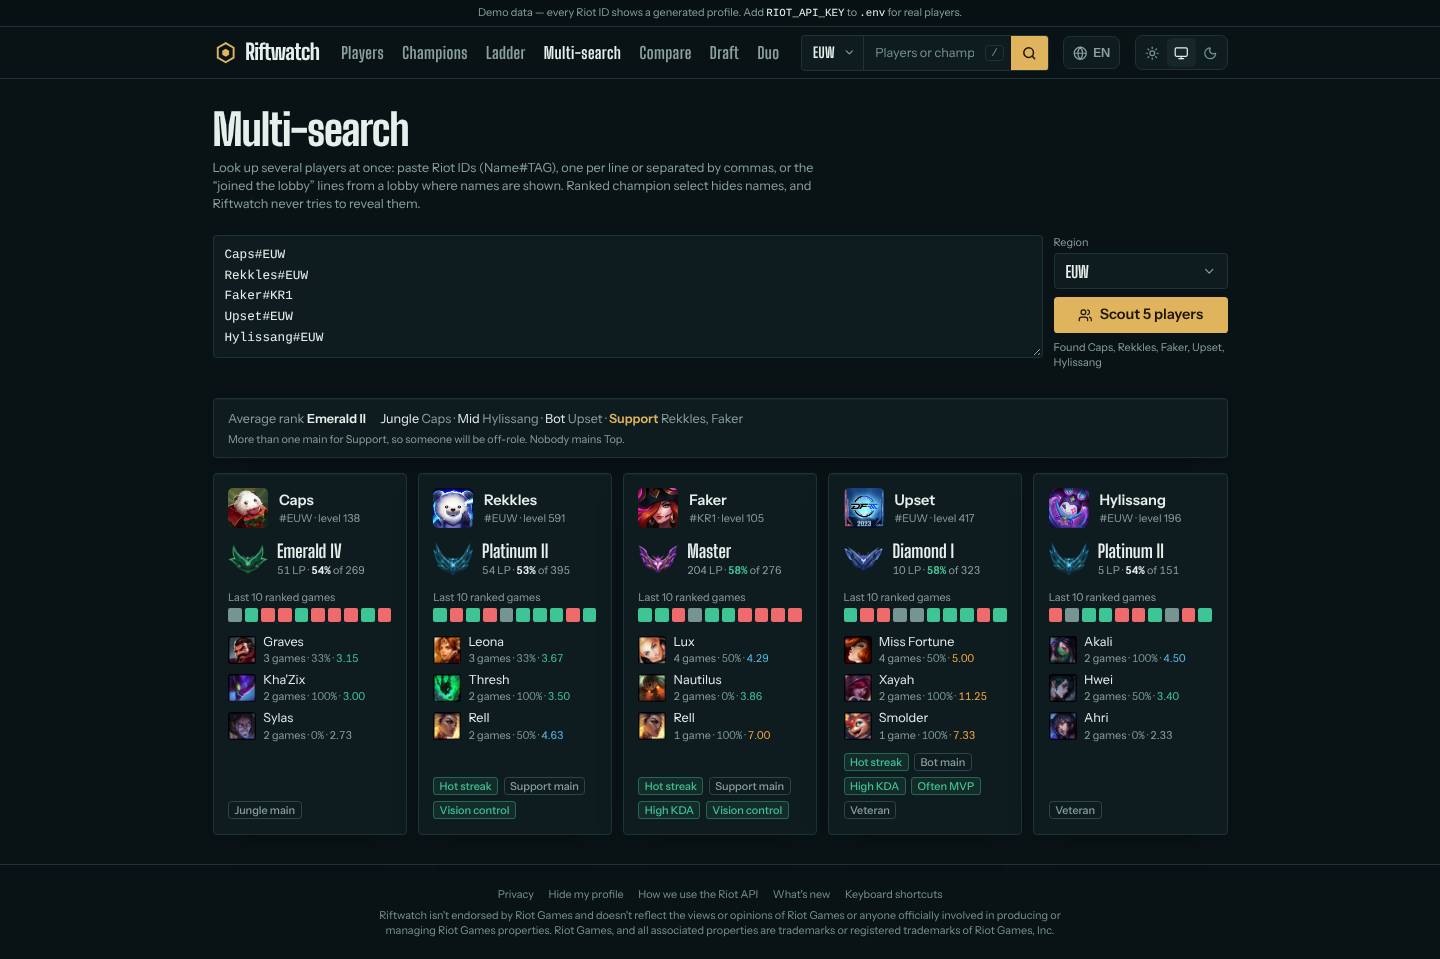 Demo data — every Riot ID shows a generated profile. Add RIOT_API_KEY to .env for real players.
Riftwatch Players Champions Ladder Multi-search Compare Draft Duo EUW Players or champ / EN
Multi-search
Look up several players at once: paste Riot IDs (Name#TAG), one per line or separated by commas, or the
“joined the lobby” lines from a lobby where names are shown. Ranked champion select hides names, and
Riftwatch never tries to reveal them.
Caps#EUW
Rekkles#EUW
Faker#KR1
Upset#EUW
Hylissang#EUW
Region
EUW
Scout 5 players
Found Caps, Rekkles, Faker, Upset,
Hylissang
Average rank Emerald II Jungle Caps · Mid Hylissang · Bot Upset · Support Rekkles, Faker
More than one main for Support, so someone will be off-role. Nobody mains Top.
Caps
#EUW · level 138
Emerald IV
51 LP · 54% of 269
Last 10 ranked games
Graves
3 games · 33% · 3.15
Kha'Zix
2 games · 100% · 3.00
Sylas
2 games · 0% · 2.73
Jungle main
Rekkles
#EUW · level 591
Platinum II
54 LP · 53% of 395
Last 10 ranked games
Leona
3 games · 33% · 3.67
Thresh
2 games · 100% · 3.50
Rell
2 games · 50% · 4.63
Hot streak Support main
Vision control
Faker
#KR1 · level 105
Master
204 LP · 58% of 276
Last 10 ranked games
Lux
4 games · 50% · 4.29
Nautilus
2 games · 0% · 3.86
Rell
1 game · 100% · 7.00
Hot streak Support main
High KDA Vision control
Upset
#EUW · level 417
2023
Diamond I
10 LP · 58% of 323
Last 10 ranked games
Miss Fortune
4 games · 50% · 5.00
Xayah
2 games · 100% · 11.25
Smolder
1 game · 100% · 7.33
Hot streak Bot main
High KDA Often MVP
Veteran
Hylissang
#EUW · level 196
Platinum II
5 LP · 54% of 151
Last 10 ranked games
Akali
2 games · 100% · 4.50
Hwei
2 games · 50% · 3.40
Ahri
2 games · 0% · 2.33
Veteran
Privacy Hide my profile How we use the Riot API What's new Keyboard shortcuts
Riftwatch isn't endorsed by Riot Games and doesn't reflect the views or opinions of Riot Games or anyone officially involved in producing or
managing Riot Games properties. Riot Games, and all associated properties are trademarks or registered trademarks of Riot Games, Inc.